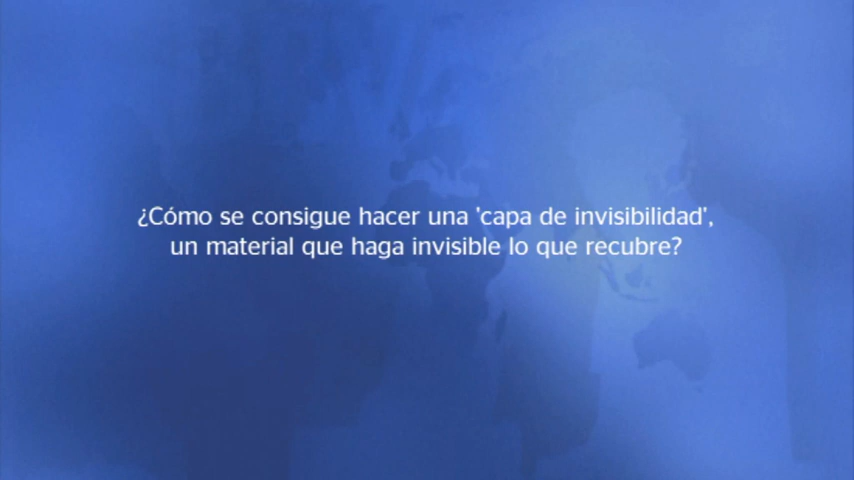 ¿Cómo se consigue hacer una 'capa de invisibilidad',
un material que haga invisible lo que recubre?